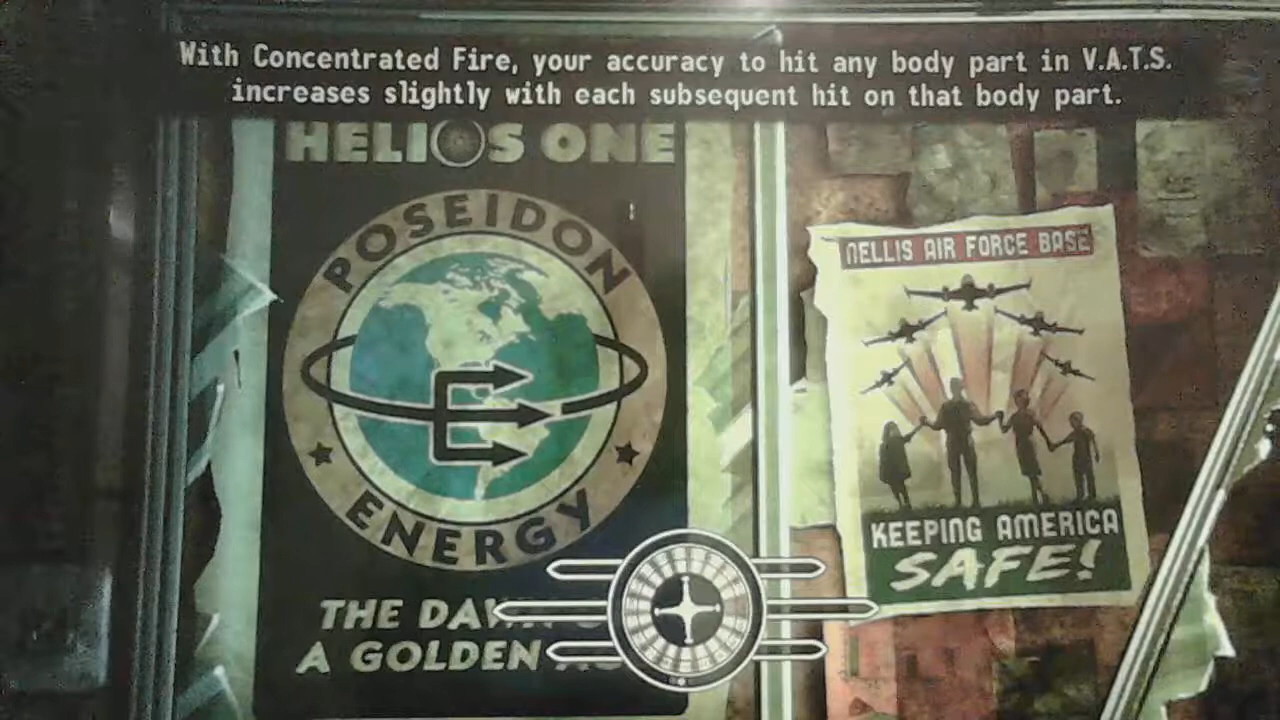 With Concentrated Fire, your accuracy to hit any body part in V.A.T.S.
increases slightly with each subsequent hit on that body part.
HELIOS ONE
POSEIDON
ENERGY
THE
A GOLDEN
NELLIS AIR FORCE BASE
KEEPING AMERICA
SAFE!